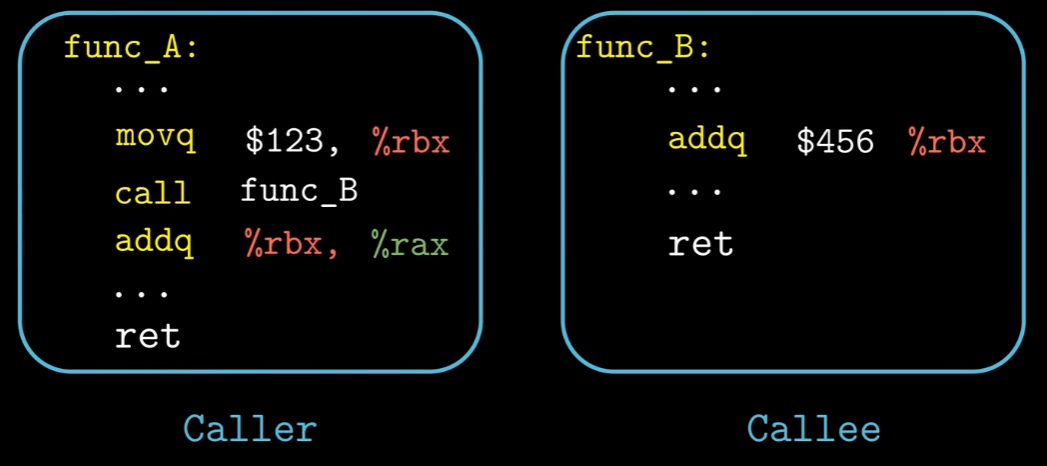 func_A:
...
movq $123, %rbx
call func_B
addq %rbx, %rax
...
ret
Caller
func_B:
...
addq $456 %rbx
...
ret
Callee